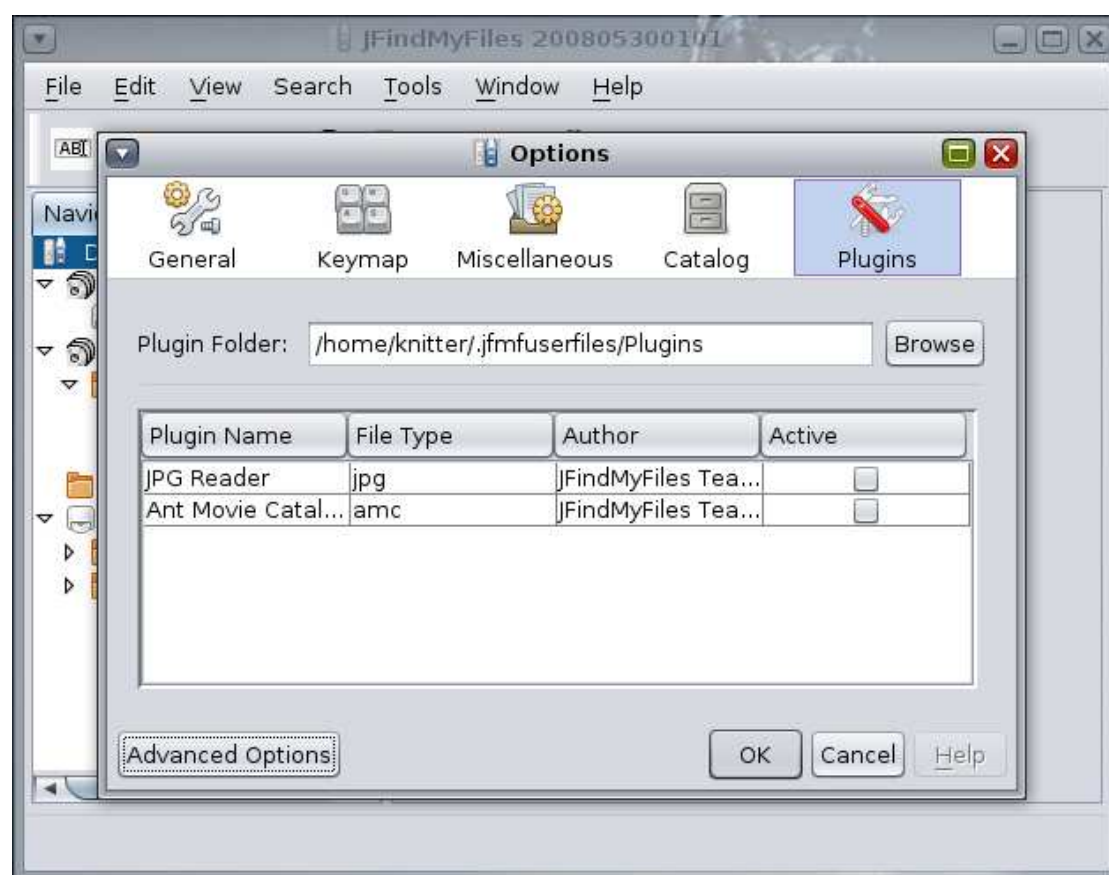 JFindMyFiles 200805300101
File Edit View Search Tools Window Help
Options
General Keymap Miscellaneous Catalog Plugins
Navi
D
Plugin Folder: /home/knitter/.jfmfuserfiles/Plugins Browse
Plugin Name File Type Author Active
JPG Reader jpg JFindMyFiles Tea...
Ant Movie Catal... amc JFindMyFiles Tea...
Advanced Options OK Cancel Help